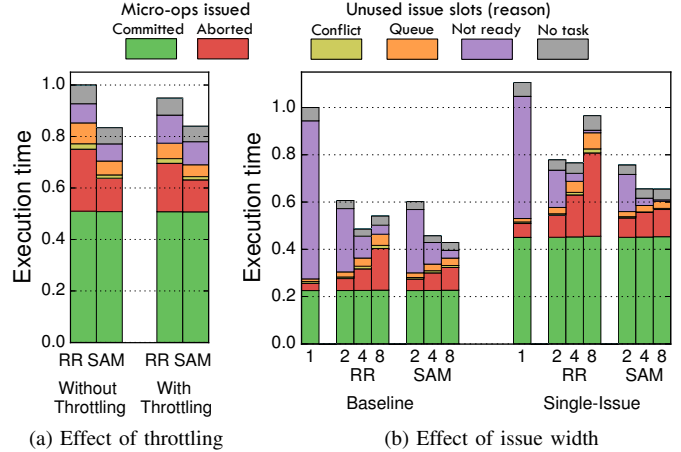 Micro-ops issued
Unused issue slots (reason)
Committed Aborted
Conflict Queue Not ready No task
Execution time
1.0
0.8
0.6
0.4
0.2
0.0
RR SAM RR SAM
Without Throttling
With Throttling
(a) Effect of throttling
Execution time
1.0
0.8
0.6
0.4
0.2
0.0
1 2 4 8 2 4 8 1 2 4 8 2 4 8
RR SAM RR SAM
Baseline Single-Issue
(b) Effect of issue width